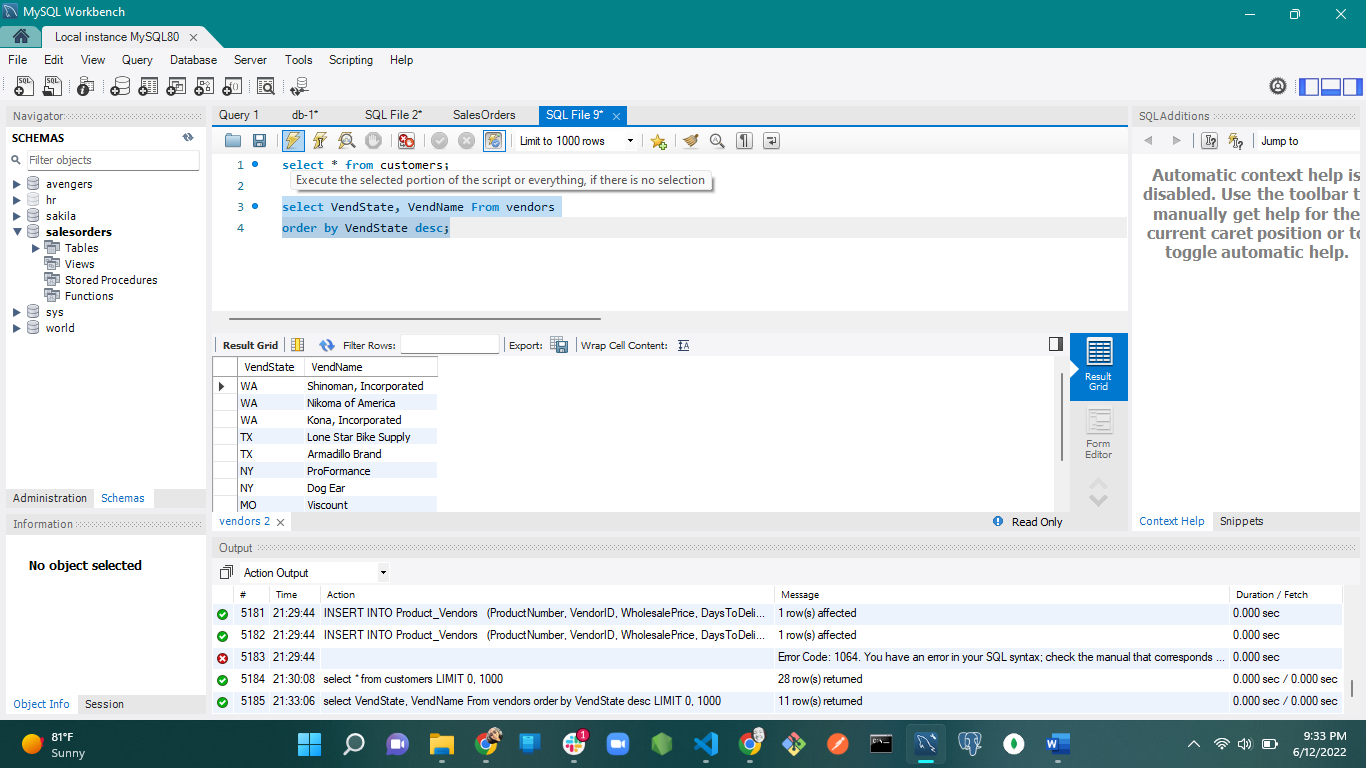 MySQL Workbench
Local instance MySQL80
File Edit View Query Database Server Tools Scripting Help
Navigator
SCHEMAS
Filter objects
avengers
hr
sakila
salesorders
Tables
Views
Stored Procedures
Functions
sys
world
Administration Schemas
Information
No object selected
Object Info Session
Query 1 db-1* SQL File 2* SalesOrders SQL File 9*
Limit to 1000 rows
1 select * from customers;
Execute the selected portion of the script or everything, if there is no selection
2
3 select VendState, VendName From vendors
4 order by VendState desc;
Result Grid Filter Rows: Export: Wrap Cell Content:
VendState VendName
WA Shinoman, Incorporated
WA Nikoma of America
WA Kona, Incorporated
TX Lone Star Bike Supply
TX Armadillo Brand
NY ProFormance
NY Dog Ear
MO Viscount
Result
Grid
Form
Editor
vendors 2 Read Only
SQLAdditions
Jump to
Automatic context help is
disabled. Use the toolbar t
manually get help for the
current caret position or to
toggle automatic help.
Context Help Snippets
Output
Action Output
# Time Action Message Duration / Fetch
5181 21:29:44 INSERT INTO Product_Vendors (ProductNumber, VendorID, WholesalePrice, DaysToDeli... 1 row(s) affected 0.000 sec
5182 21:29:44 INSERT INTO Product_Vendors (ProductNumber, VendorID, WholesalePrice, DaysToDeli... 1 row(s) affected 0.000 sec
5183 21:29:44 Error Code: 1064. You have an error in your SQL syntax; check the manual that corresponds ... 0.000 sec
5184 21:30:08 select * from customers LIMIT 0, 1000 28 row(s) returned 0.000 sec / 0.000 sec
5185 21:33:06 select VendState, VendName From vendors order by VendState desc LIMIT 0, 1000 11 row(s) returned 0.000 sec / 0.000 sec
81°F
Sunny
1
9:33 PM
6/12/2022